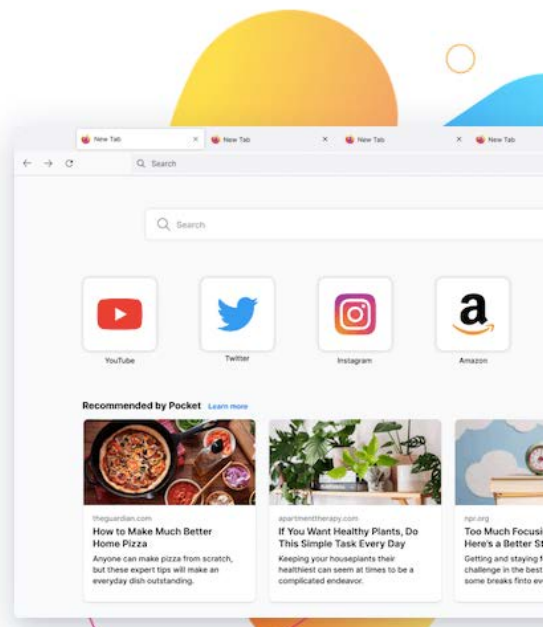 New Tab New Tab New Tab New Tab
Search
Search
YouTube Twitter Instagram Amazon
Recommended by Pocket Learn more
theguardian.com
How to Make Much Better
Home Pizza
Anyone can make pizza from scratch,
but these expert tips will make an
everyday dish outstanding.
apartmenttherapy.com
If You Want Healthy Plants, Do
This Simple Task Every Day
Keeping your houseplants their
healthiest can seem at times to be a
complicated endeavor.
npr.org
Too Much Focusi
Here's a Better St
Getting and staying f
challenge in the best
some breaks finto ev